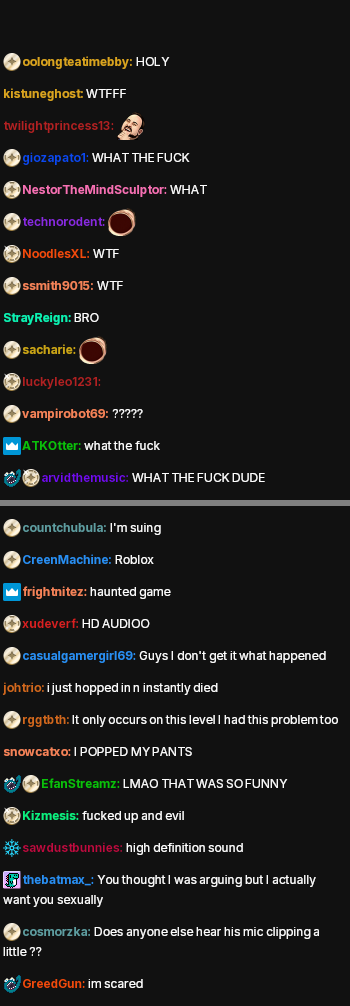 oolongteatimebby: HOLY
kistuneghost: WTFFF
twilightprincess13:
giozapato1: WHAT THE FUCK
NestorTheMindSculptor: WHAT
technorodent:
NoodlesXL: WTF
ssmith9015: WTF
StrayReign: BRO
sacharie:
luckyleo1231:
vampirobot69: ?????
ATKOtter: what the fuck
arvidthemusic: WHAT THE FUCK DUDE
countchubula: I'm suing
CreenMachine: Roblox
frightnitez: haunted game
xudeverf: HD AUDIOO
casualgamergirl69: Guys I don't get it what happened
johtrio: i just hopped in n instantly died
rggtbth: It only occurs on this level I had this problem too
snowcatxo: I POPPED MY PANTS
EfanStreamz: LMAO THAT WAS SO FUNNY
Kizmesis: fucked up and evil
sawdustbunnies: high definition sound
thebatmax_: You thought I was arguing but I actually
want you sexually
cosmorzka: Does anyone else hear his mic clipping a
little ??
GreedGun: im scared